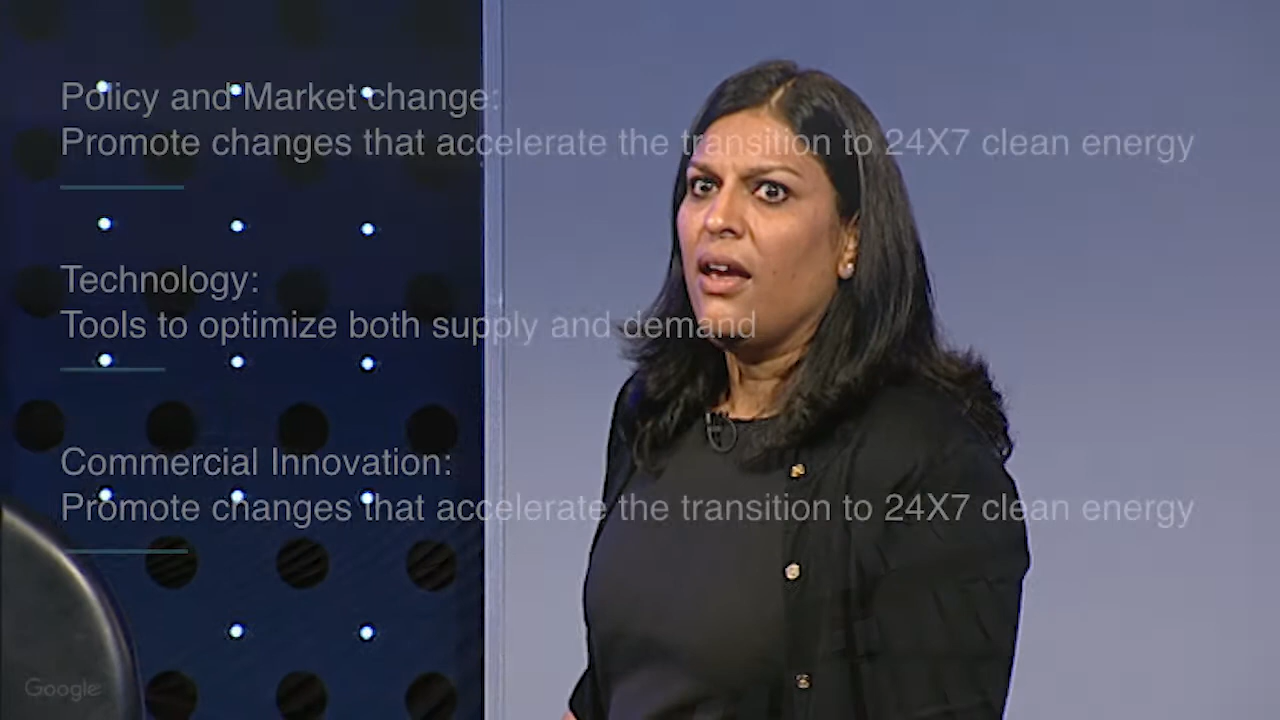 Policy and Market change:
Promote changes that accelerate the transition to 24X7 clean energy
Technology:
Tools to optimize both supply and demand
Commercial Innovation:
Promote changes that accelerate the transition to 24X7 clean energy
Google